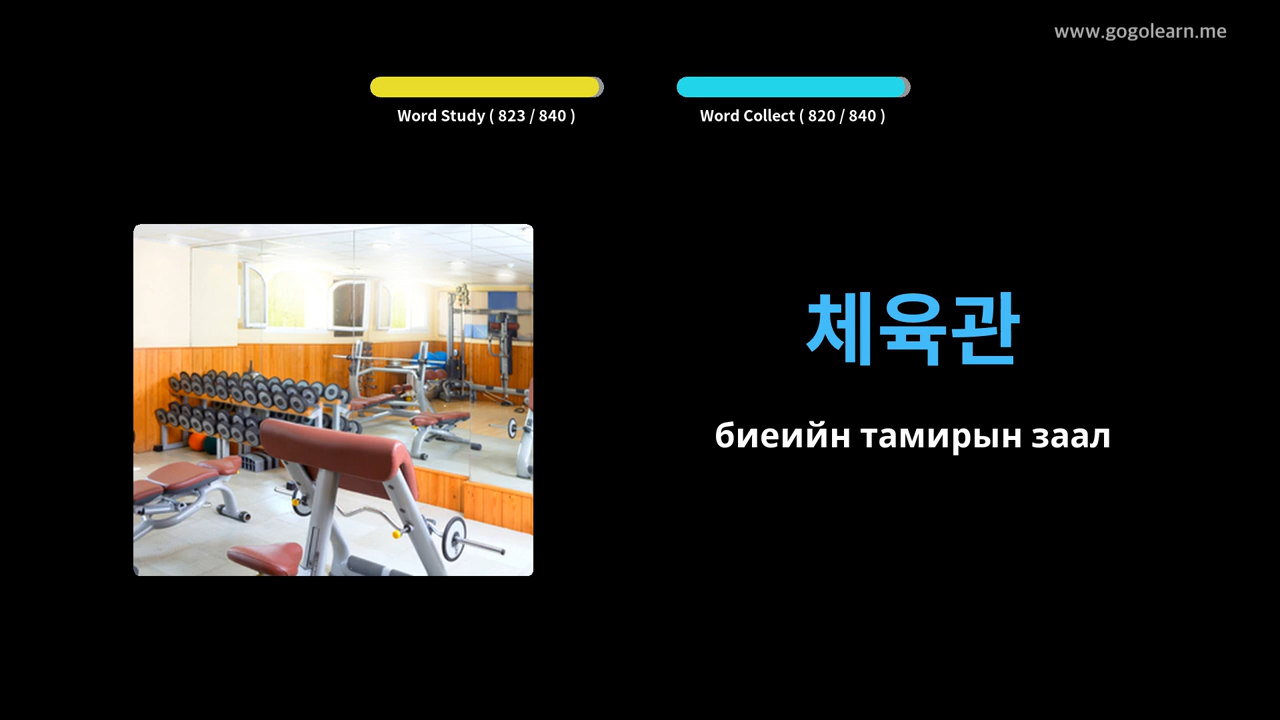 www.gogolearn.me
Word Study ( 823 / 840 )
Word Collect ( 820 / 840 )
체육관
биеийн тамирын заал